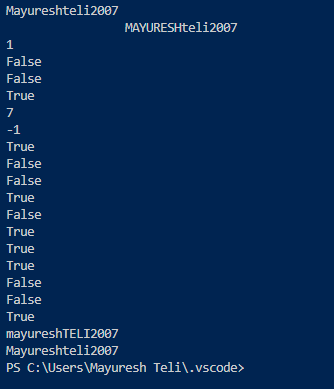 Mayureshteli2007
MAYURESHteli2007
1
False
False
True
7
-1
True
False
False
True
False
True
True
True
False
False
True
mayureshTELI2007
Mayureshteli2007
PS C:\Users\Mayuresh Teli\.vscode>